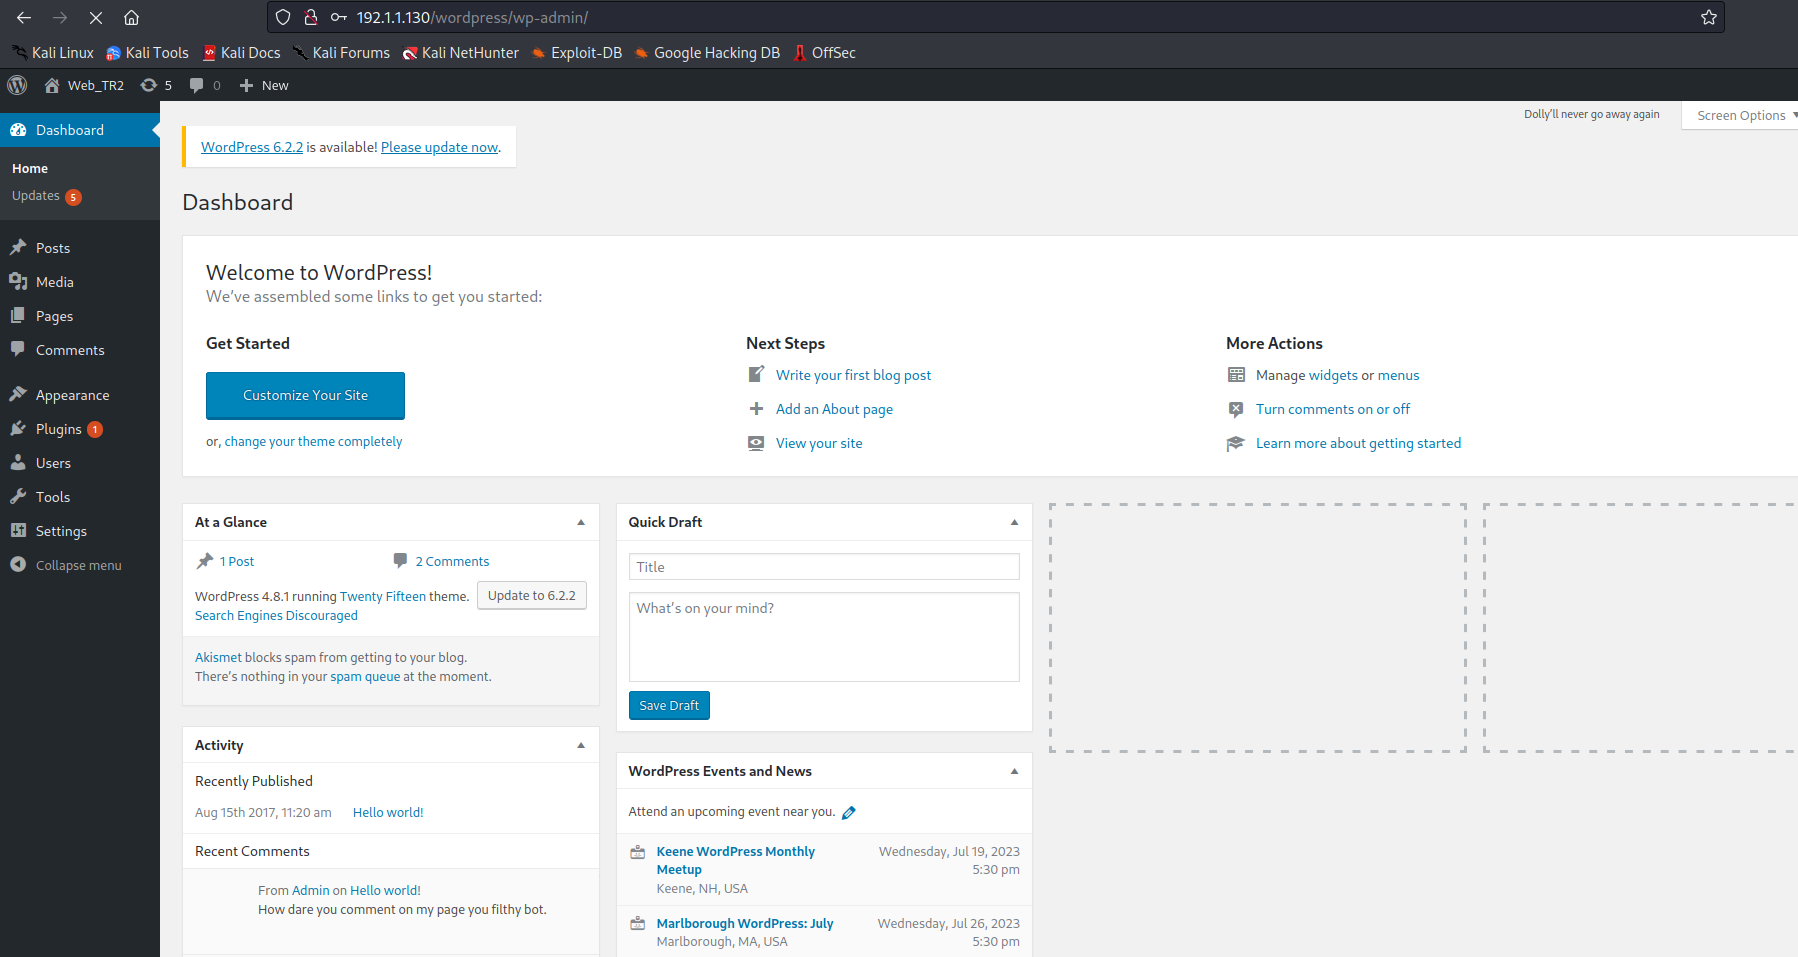 192.1.1.130/wordpress/wp-admin/
Kali Linux Kali Tools Kali Docs Kali Forums Kali NetHunter Exploit-DB Google Hacking DB OffSec
Web_TR2 5 0 New
Dashboard
Home
Updates 5
Posts
Media
Pages
Comments
Appearance
Plugins 1
Users
Tools
Settings
Collapse menu
Dolly'll never go away again
Screen Options
WordPress 6.2.2 is available! Please update now.
Dashboard
Welcome to WordPress!
We've assembled some links to get you started:
Get Started
Customize Your Site
or, change your theme completely
Next Steps
Write your first blog post
Add an About page
View your site
More Actions
Manage widgets or menus
Turn comments on or off
Learn more about getting started
At a Glance
1 Post 2 Comments
WordPress 4.8.1 running Twenty Fifteen theme. Update to 6.2.2
Search Engines Discouraged
Akismet blocks spam from getting to your blog.
There's nothing in your spam queue at the moment.
Activity
Recently Published
Aug 15th 2017, 11:20 am Hello world!
Recent Comments
From Admin on Hello world!
How dare you comment on my page you filthy bot.
Quick Draft
Title
What's on your mind?
Save Draft
WordPress Events and News
Attend an upcoming event near you.
Keene WordPress Monthly Wednesday, Jul 19, 2023
Meetup 5:30 pm
Keene, NH, USA
Marlborough WordPress: July Wednesday, Jul 26, 2023
Marlborough, MA, USA 5:30 pm